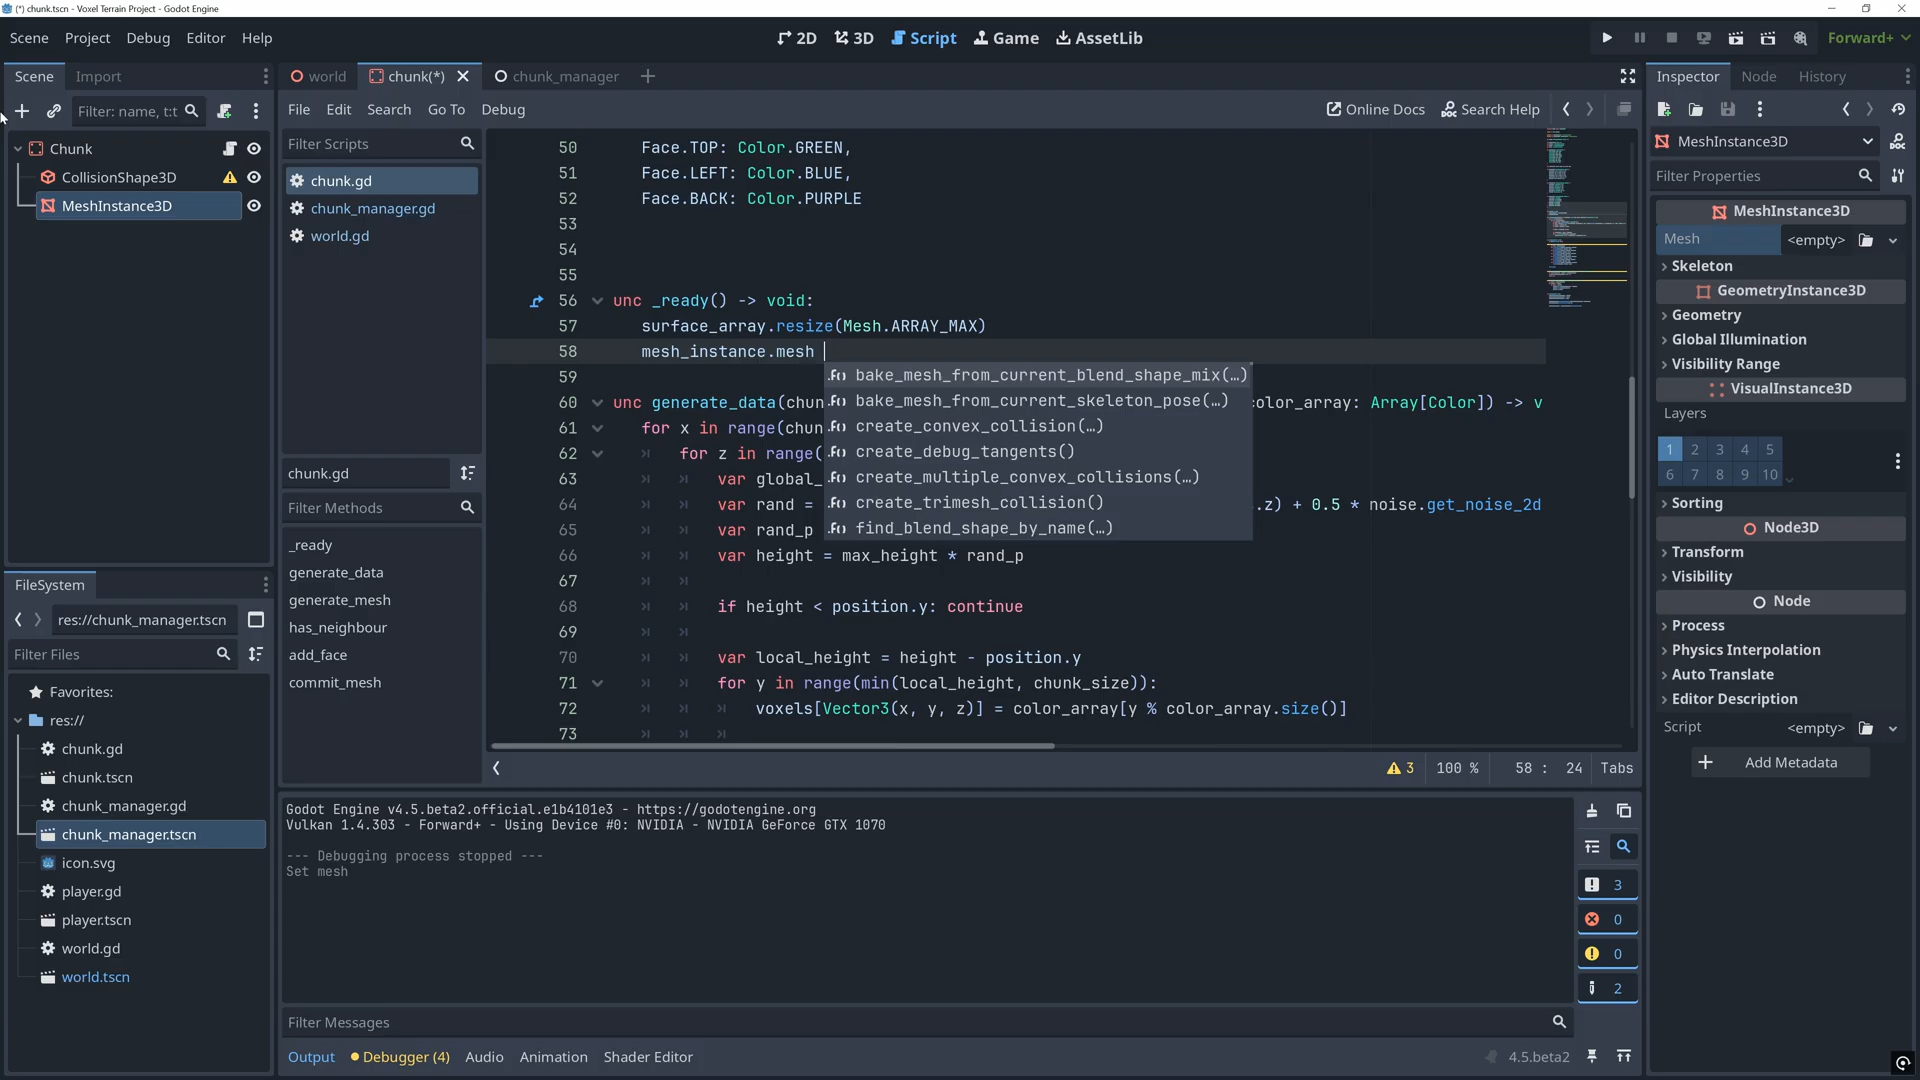 (*) chunk.tscn - Voxel Terrain Project - Godot Engine
Scene Project Debug Editor Help
2D 3D Script Game AssetLib
Forward+
Scene Import
Filter: name, t:t
Chunk
CollisionShape3D
MeshInstance3D
world chunk(*) chunk_manager
File Edit Search Go To Debug
Online Docs Search Help
Filter Scripts
chunk.gd
chunk_manager.gd
world.gd
chunk.gd
Filter Methods
_ready
generate_data
generate_mesh
has_neighbour
add_face
commit_mesh
50 Face.TOP: Color.GREEN,
51 Face.LEFT: Color.BLUE,
52 Face.BACK: Color.PURPLE
53
54
55
56 unc _ready() -> void:
57 surface_array.resize(Mesh.ARRAY_MAX)
58 mesh_instance.mesh
59
60 unc generate_data(chun color_array: Array[Color]) -> v
61 for x in range(chun
62 for z in range(
63 var global_
64 var rand = .z) + 0.5 * noise.get_noise_2d
65 var rand_p
66 var height = max_height * rand_p
67
68 if height < position.y: continue
69
70 var local_height = height - position.y
71 for y in range(min(local_height, chunk_size)):
72 voxels[Vector3(x, y, z)] = color_array[y % color_array.size()]
73
bake_mesh_from_current_blend_shape_mix(…)
bake_mesh_from_current_skeleton_pose(…)
create_convex_collision(…)
create_debug_tangents()
create_multiple_convex_collisions(…)
create_trimesh_collision()
find_blend_shape_by_name(…)
3 100 % 58 : 24 Tabs
FileSystem
res://chunk_manager.tscn
Filter Files
Favorites:
res://
chunk.gd
chunk.tscn
chunk_manager.gd
chunk_manager.tscn
icon.svg
player.gd
player.tscn
world.gd
world.tscn
Godot Engine v4.5.beta2.official.e1b4101e3 - https://godotengine.org
Vulkan 1.4.303 - Forward+ - Using Device #0: NVIDIA - NVIDIA GeForce GTX 1070
--- Debugging process stopped ---
Set mesh
3
0
0
2
Filter Messages
Output Debugger (4) Audio Animation Shader Editor
4.5.beta2
Inspector Node History
MeshInstance3D
Filter Properties
MeshInstance3D
Mesh <empty>
Skeleton
GeometryInstance3D
Geometry
Global Illumination
Visibility Range
VisualInstance3D
Layers
1 2 3 4 5
6 7 8 9 10
Sorting
Node3D
Transform
Visibility
Node
Process
Physics Interpolation
Auto Translate
Editor Description
Script <empty>
Add Metadata